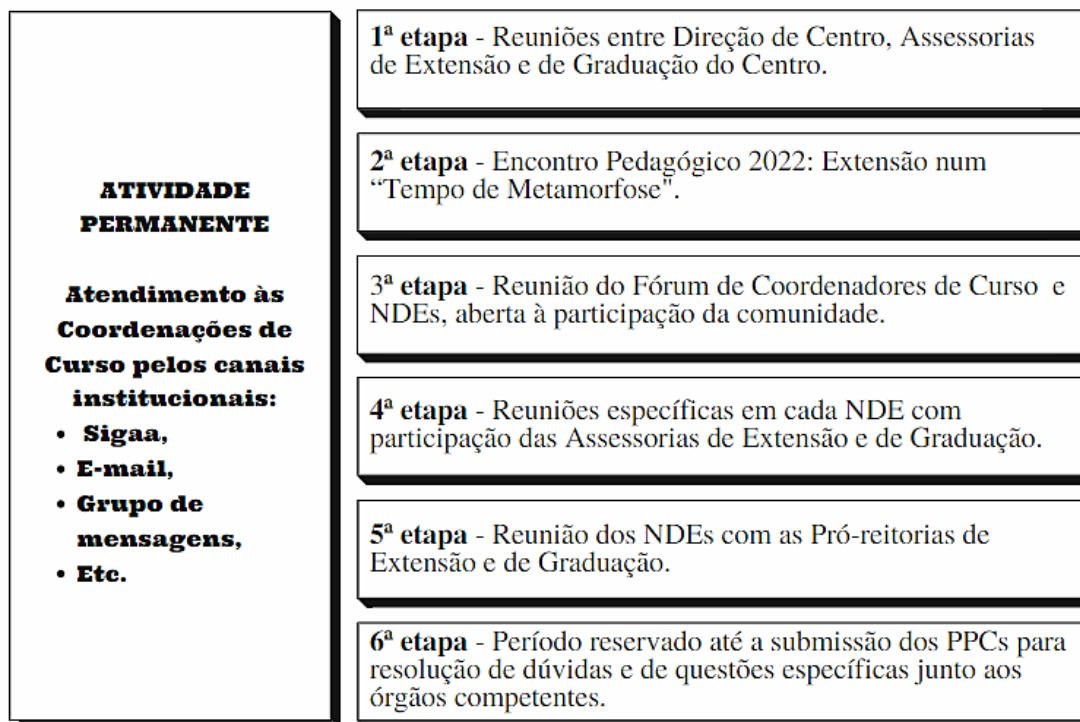 ATIVIDADE
PERMANENTE
Atendimento às
Coordenações de
Curso pelos canais
institucionais:
• Sigaa,
• E-mail,
• Grupo de
mensagens,
• Etc.
1ª etapa - Reuniões entre Direção de Centro, Assessorias
de Extensão e de Graduação do Centro.
2ª etapa - Encontro Pedagógico 2022: Extensão num
“Tempo de Metamorfose".
3ª etapa - Reunião do Fórum de Coordenadores de Curso e
NDEs, aberta à participação da comunidade.
4ª etapa - Reuniões específicas em cada NDE com
participação das Assessorias de Extensão e de Graduação.
5ª etapa - Reunião dos NDEs com as Pró-reitorias de
Extensão e de Graduação.
6ª etapa - Período reservado até a submissão dos PPCs para
resolução de dúvidas e de questões específicas junto aos
órgãos competentes.